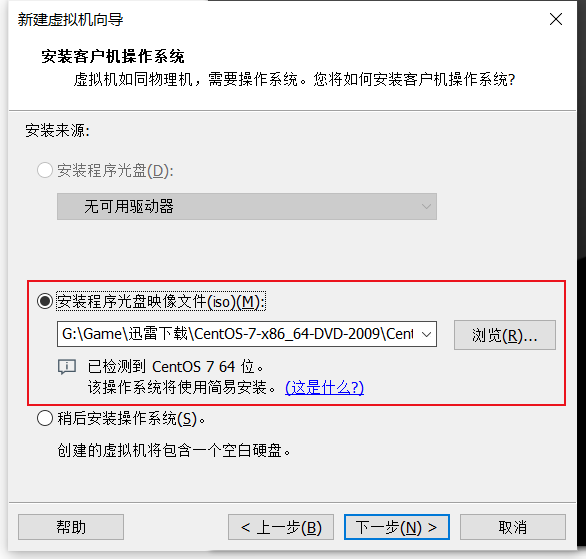 新建虚拟机向导
安装客户机操作系统
虚拟机如同物理机，需要操作系统。您将如何安装客户机操作系统?
安装来源:
安装程序光盘(D):
无可用驱动器
安装程序光盘映像文件(iso)(M):
G:\Game\迅雷下载\CentOS-7-x86_64-DVD-2009\Cent
浏览(R)...
已检测到 CentOS 7 64 位。
该操作系统将使用简易安装。(这是什么?)
稍后安装操作系统(S)。
创建的虚拟机将包含一个空白硬盘。
帮助
< 上一步(B)
下一步(N) >
取消